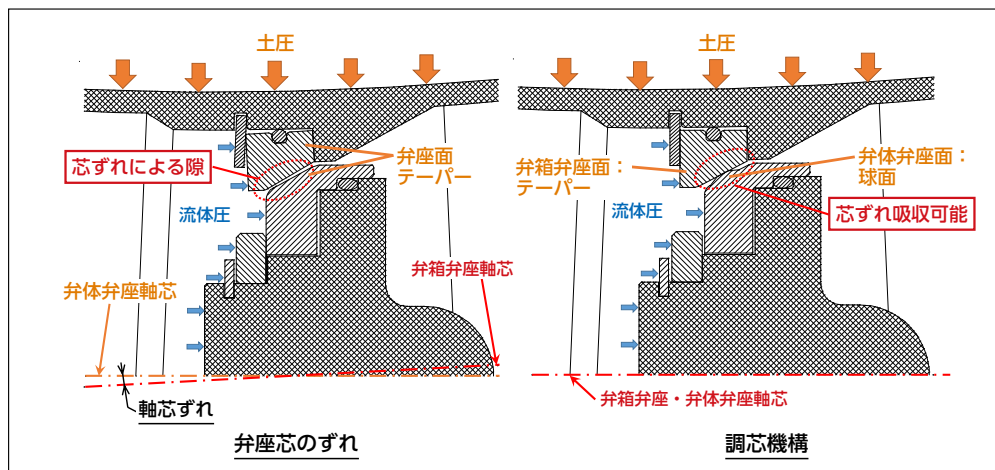 土圧
芯ずれによる隙
弁座面
テーパー
流体圧
弁体弁座軸芯
弁箱弁座軸芯
軸芯ずれ
弁座芯のずれ
土圧
弁箱弁座面：
テーパー
弁体弁座面：
球面
流体圧
芯ずれ吸収可能
弁箱弁座・弁体弁座軸芯
調芯機構